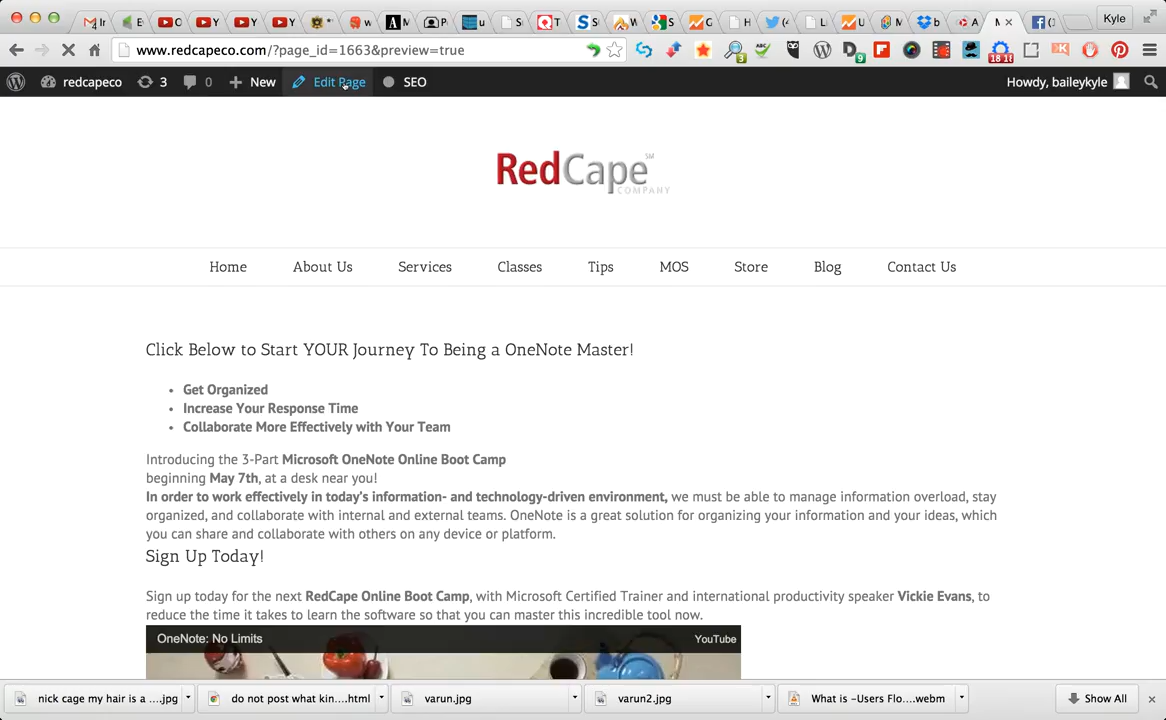 Kyle
www.redcapeco.com/?page_id=1663&preview=true
redcapeco 3 0 New Edit Page SEO Howdy, baileykyle
RedCape SM
COMPANY
Home About Us Services Classes Tips MOS Store Blog Contact Us
Click Below to Start YOUR Journey To Being a OneNote Master!
• Get Organized
• Increase Your Response Time
• Collaborate More Effectively with Your Team
Introducing the 3-Part Microsoft OneNote Online Boot Camp
beginning May 7th, at a desk near you!
In order to work effectively in today's information- and technology-driven environment, we must be able to manage information overload, stay
organized, and collaborate with internal and external teams. OneNote is a great solution for organizing your information and your ideas, which
you can share and collaborate with others on any device or platform.
Sign Up Today!
Sign up today for the next RedCape Online Boot Camp, with Microsoft Certified Trainer and international productivity speaker Vickie Evans, to
reduce the time it takes to learn the software so that you can master this incredible tool now.
OneNote: No Limits YouTube
nick cage my hair is a ....jpg do not post what kin....html varun.jpg varun2.jpg What is -Users Flo....webm Show All